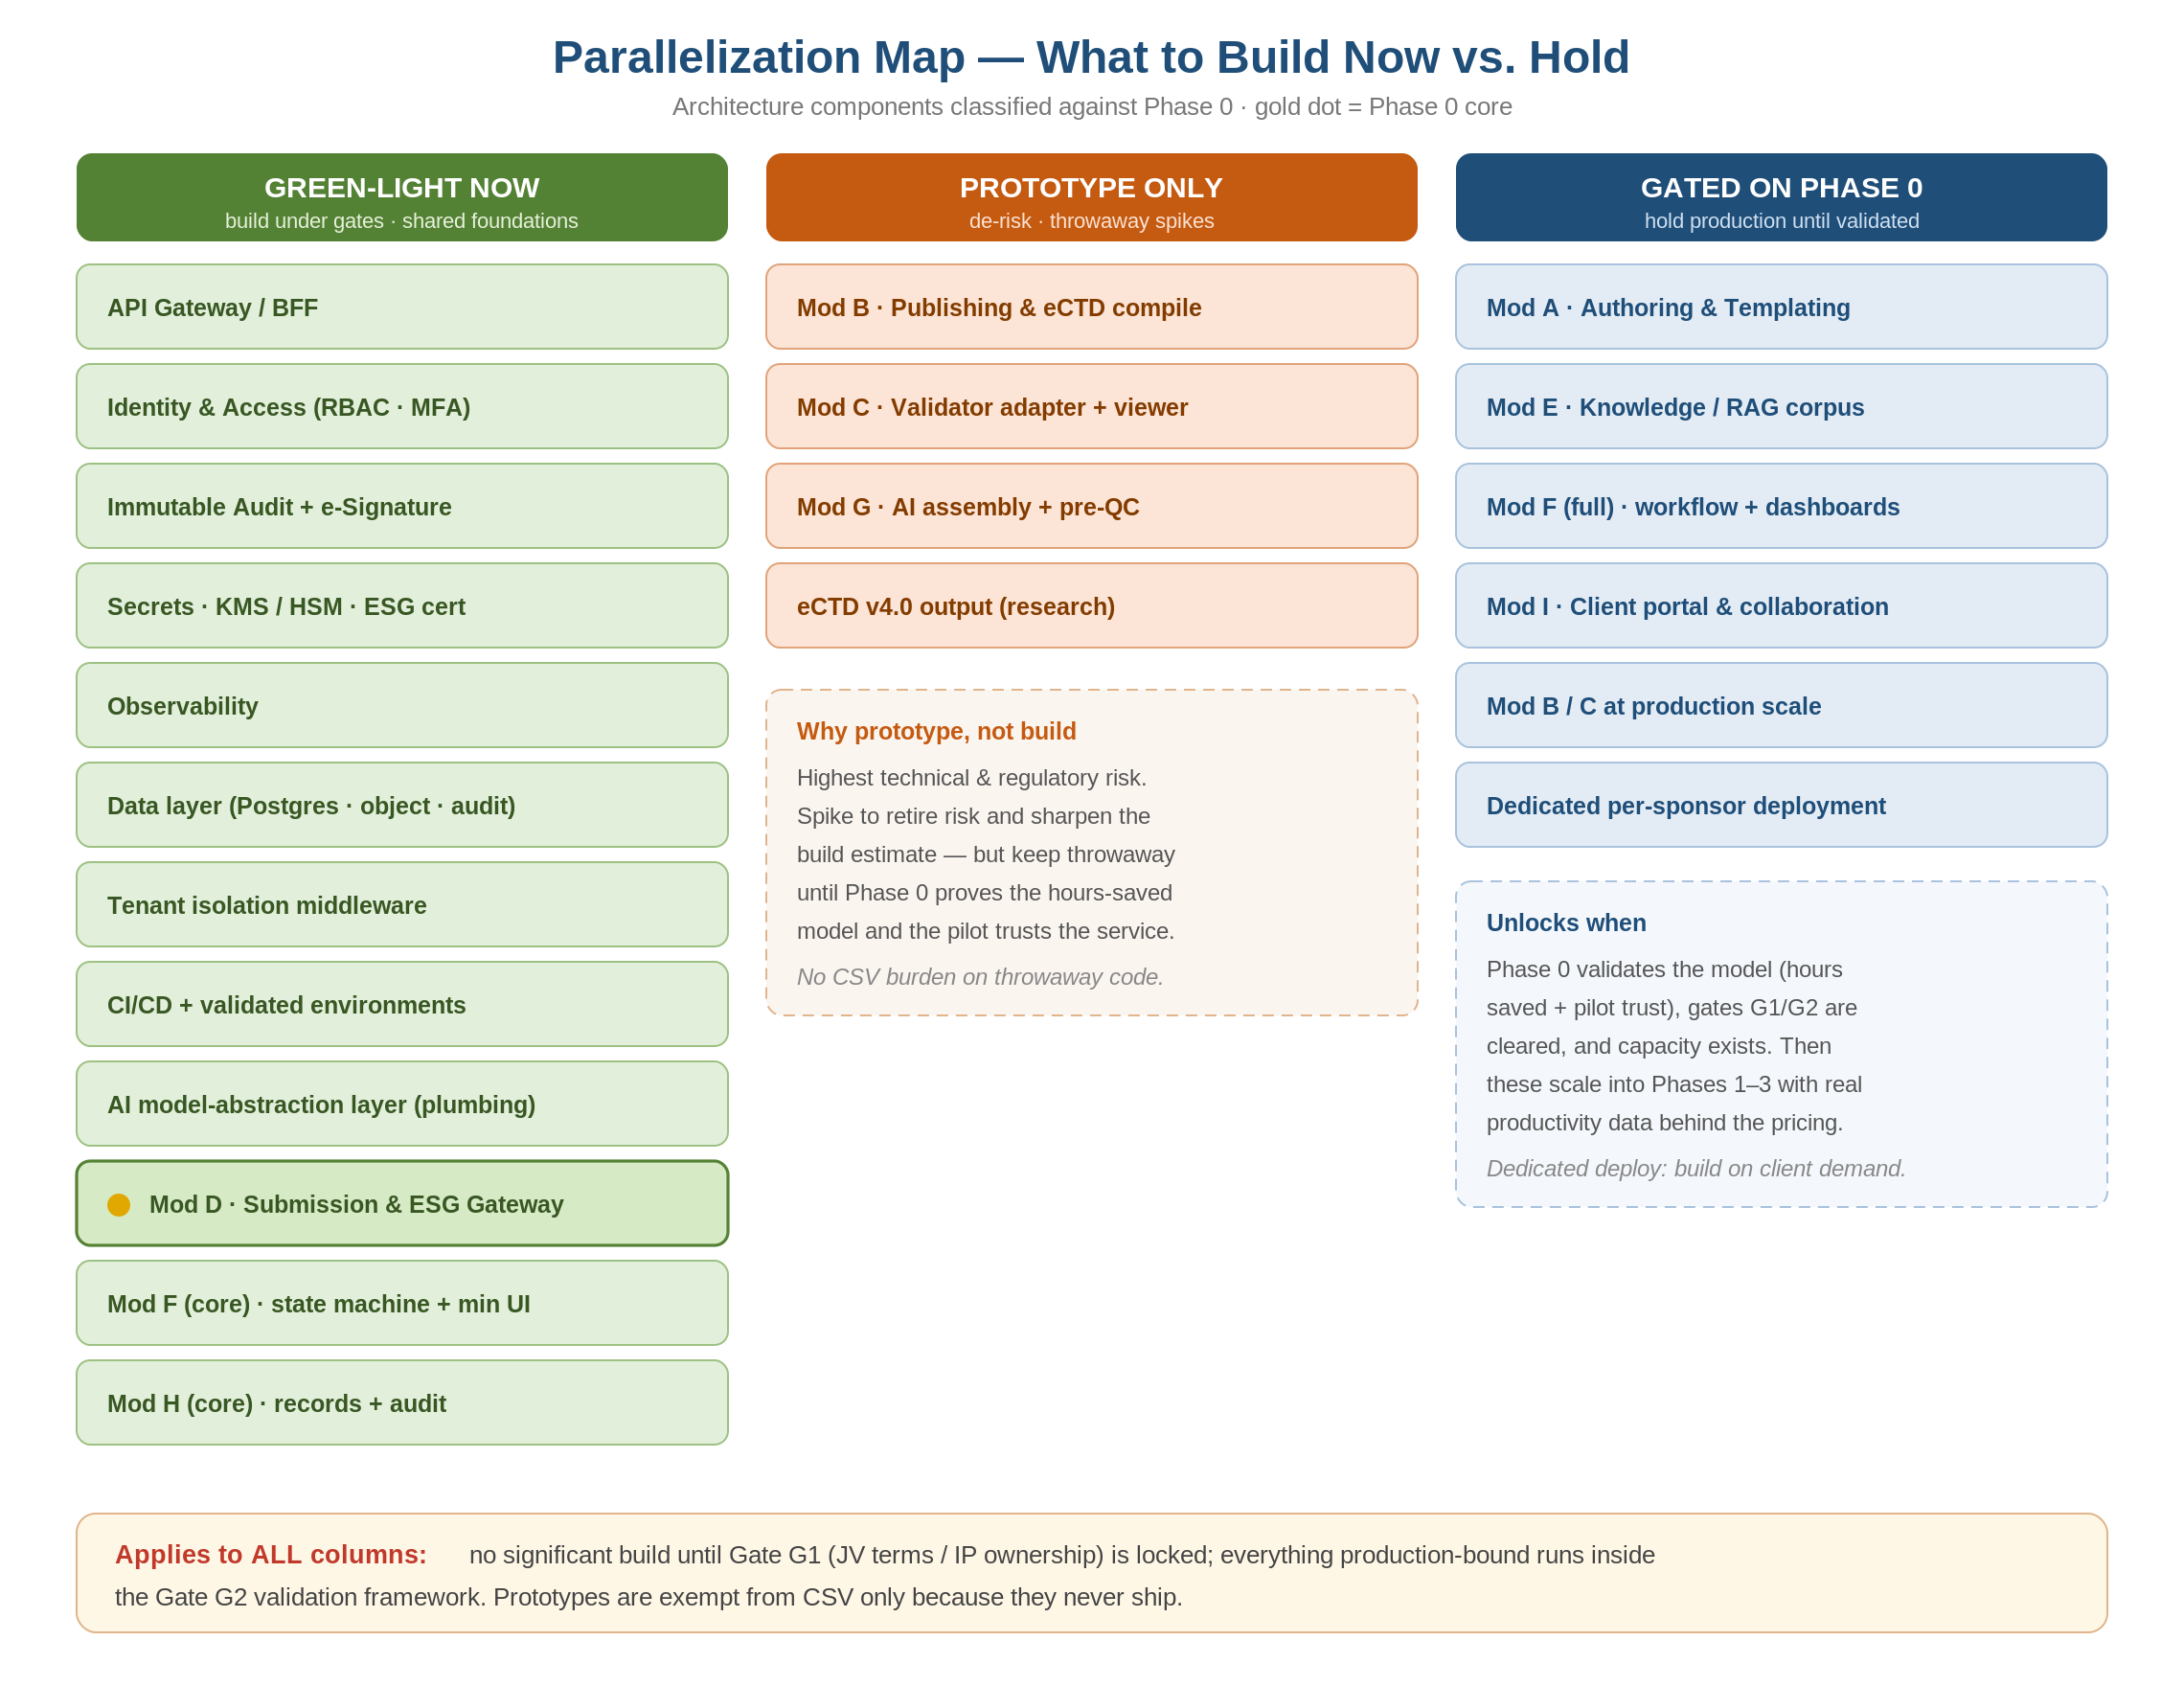 Parallelization Map — What to Build Now vs. Hold
Architecture components classified against Phase 0 · gold dot = Phase 0 core
GREEN-LIGHT NOW
build under gates · shared foundations
API Gateway / BFF
Identity & Access (RBAC · MFA)
Immutable Audit + e-Signature
Secrets · KMS / HSM · ESG cert
Observability
Data layer (Postgres · object · audit)
Tenant isolation middleware
CI/CD + validated environments
AI model-abstraction layer (plumbing)
Mod D · Submission & ESG Gateway
Mod F (core) · state machine + min UI
Mod H (core) · records + audit
PROTOTYPE ONLY
de-risk · throwaway spikes
Mod B · Publishing & eCTD compile
Mod C · Validator adapter + viewer
Mod G · AI assembly + pre-QC
eCTD v4.0 output (research)
Why prototype, not build
Highest technical & regulatory risk.
Spike to retire risk and sharpen the
build estimate — but keep throwaway
until Phase 0 proves the hours-saved
model and the pilot trusts the service.
No CSV burden on throwaway code.
GATED ON PHASE 0
hold production until validated
Mod A · Authoring & Templating
Mod E · Knowledge / RAG corpus
Mod F (full) · workflow + dashboards
Mod I · Client portal & collaboration
Mod B / C at production scale
Dedicated per-sponsor deployment
Unlocks when
Phase 0 validates the model (hours
saved + pilot trust), gates G1/G2 are
cleared, and capacity exists. Then
these scale into Phases 1–3 with real
productivity data behind the pricing.
Dedicated deploy: build on client demand.
Applies to ALL columns: no significant build until Gate G1 (JV terms / IP ownership) is locked; everything production-bound runs inside
the Gate G2 validation framework. Prototypes are exempt from CSV only because they never ship.